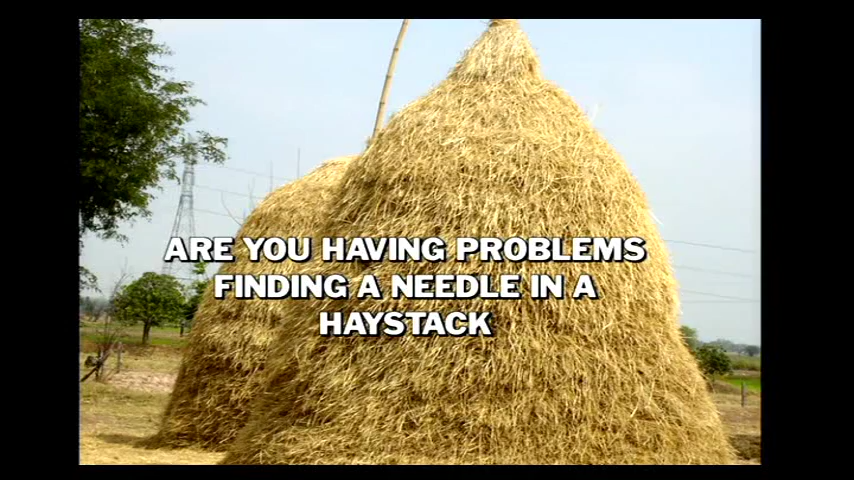 ARE YOU HAVING PROBLEMS
FINDING A NEEDLE IN A
HAYSTACK